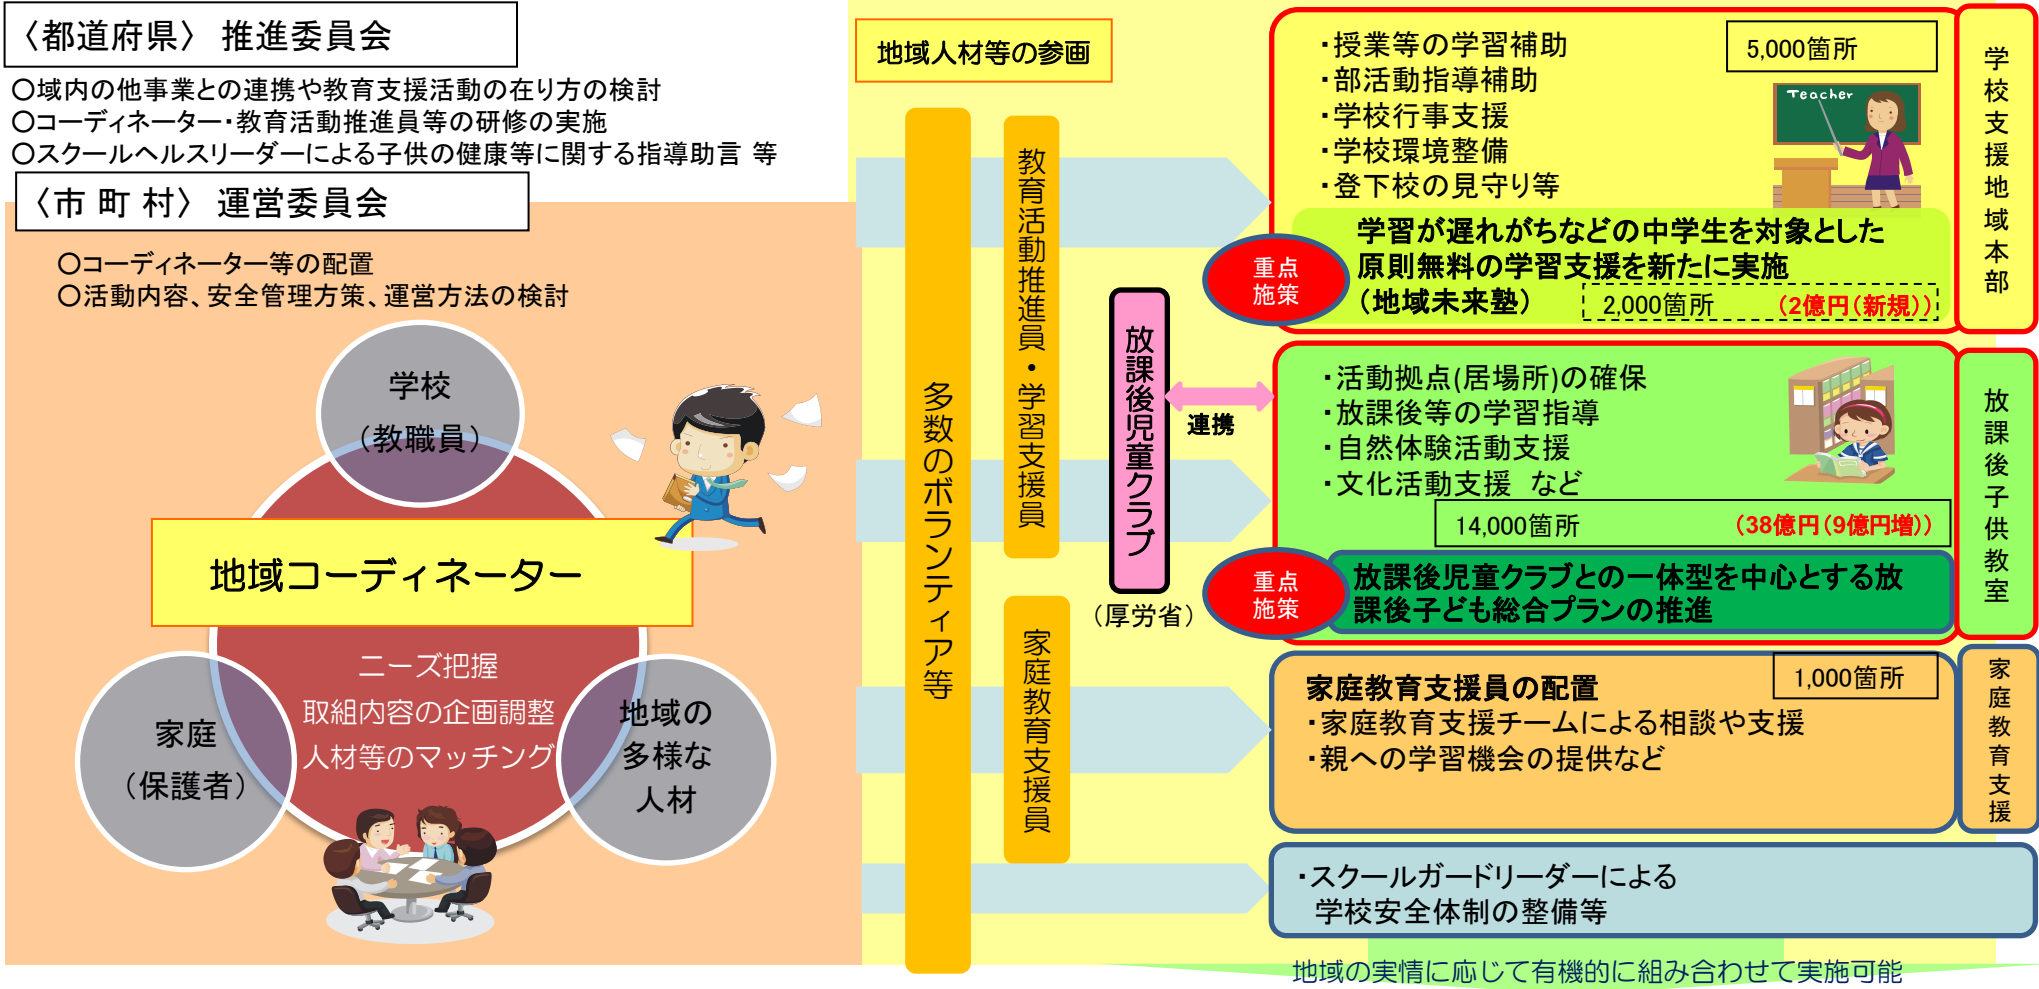 〈都道府県〉 推進委員会
〇域内の他事業との連携や教育支援活動の在り方の検討
〇コーディネーター・教育活動推進員等の研修の実施
〇スクールヘルスリーダーによる子供の健康等に関する指導助言 等
〈市 町 村〉 運営委員会
〇コーディネーター等の配置
〇活動内容、安全管理方策、運営方法の検討
学校
(教職員)
地域コーディネーター
ニーズ把握
取組内容の企画調整
人材等のマッチング
家庭
(保護者)
地域の
多様な
人材
地域人材等の参画
多数のボランティア等
教育活動推進員・学習支援員
家庭教育支援員
放課後児童クラブ
(厚労省)
連携
・授業等の学習補助
・部活動指導補助
・学校行事支援
・学校環境整備
・登下校の見守り等
5,000箇所
Teacher
学校支援地域本部
重点
施策
学習が遅れがちなどの中学生を対象とした
原則無料の学習支援を新たに実施
(地域未来塾)
2,000箇所 (2億円(新規))
・活動拠点(居場所)の確保
・放課後等の学習指導
・自然体験活動支援
・文化活動支援 など
14,000箇所 (38億円(9億円増))
放課後子供教室
重点
施策
放課後児童クラブとの一体型を中心とする放
課後子ども総合プランの推進
家庭教育支援員の配置
1,000箇所
・家庭教育支援チームによる相談や支援
・親への学習機会の提供など
家庭教育支援
・スクールガードリーダーによる
学校安全体制の整備等
地域の実情に応じて有機的に組み合わせて実施可能